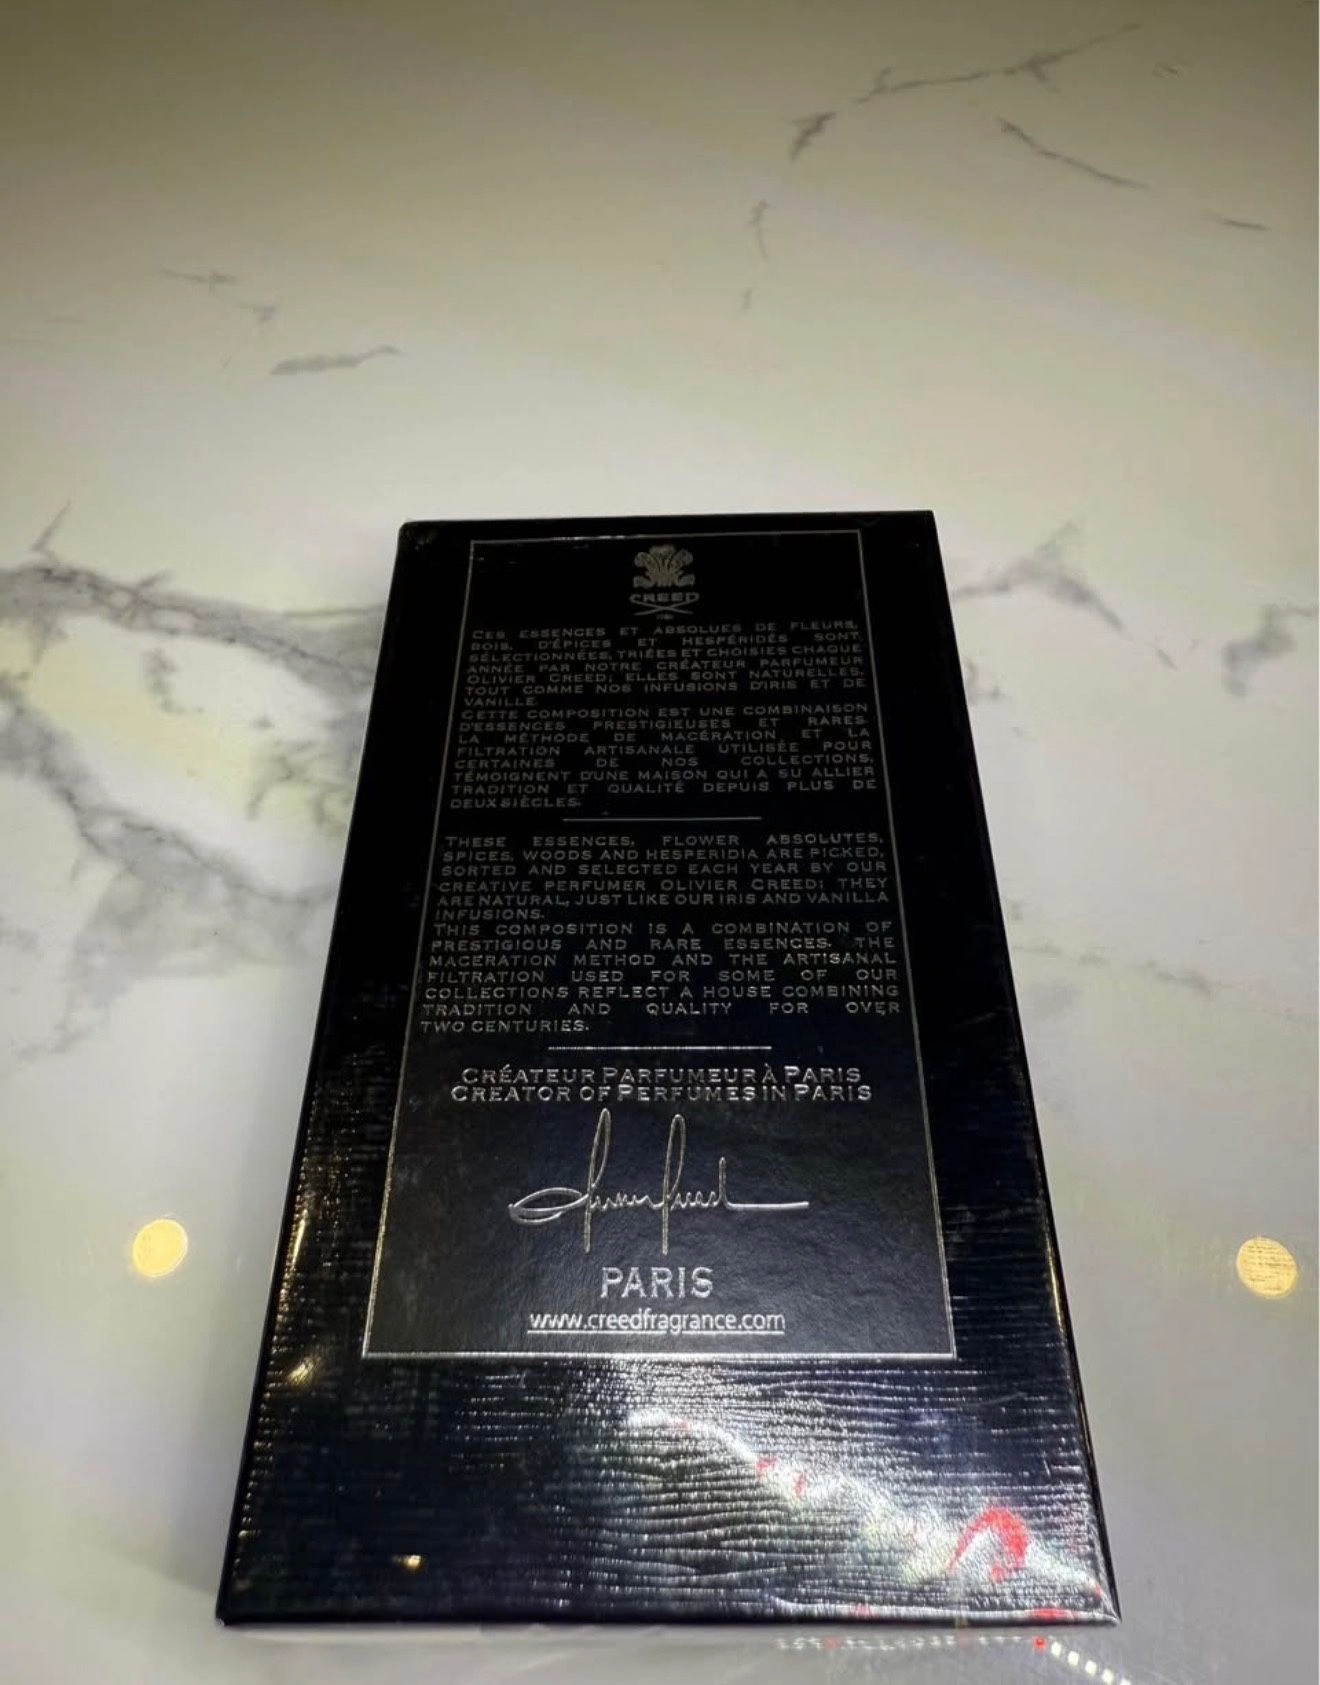 CREED
CES ESSENCES ET ABSOLUES DE FLEURS,
BOIS, D'ÉPICES ET HESPÉRIDÉS SONT
SÉLECTIONNÉES, TRIÉES ET CHOISIES CHAQUE
ANNÉE PAR NOTRE CRÉATEUR PARFUMEUR
OLIVIER CREED; ELLES SONT NATURELLES,
TOUT COMME NOS INFUSIONS D'IRIS ET DE
VANILLE.
CETTE COMPOSITION EST UNE COMBINAISON
D'ESSENCES PRESTIGIEUSES ET RARES.
LA MÉTHODE DE MACÉRATION ET LA
FILTRATION ARTISANALE UTILISÉE POUR
CERTAINES DE NOS COLLECTIONS,
TÉMOIGNENT D'UNE MAISON QUI A SU ALLIER
TRADITION ET QUALITÉ DEPUIS PLUS DE
DEUX SIÈCLES.
THESE ESSENCES, FLOWER ABSOLUTES,
SPICES, WOODS AND HESPERIDIA ARE PICKED,
SORTED AND SELECTED EACH YEAR BY OUR
CREATIVE PERFUMER OLIVIER CREED; THEY
ARE NATURAL, JUST LIKE OUR IRIS AND VANILLA
INFUSIONS.
THIS COMPOSITION IS A COMBINATION OF
PRESTIGIOUS AND RARE ESSENCES. THE
MACERATION METHOD AND THE ARTISANAL
FILTRATION USED FOR SOME OF OUR
COLLECTIONS REFLECT A HOUSE COMBINING
TRADITION AND QUALITY FOR OVER
TWO CENTURIES.
CRÉATEUR PARFUMEUR À PARIS
CREATOR OF PERFUMES IN PARIS
PARIS
www.creedfragrance.com